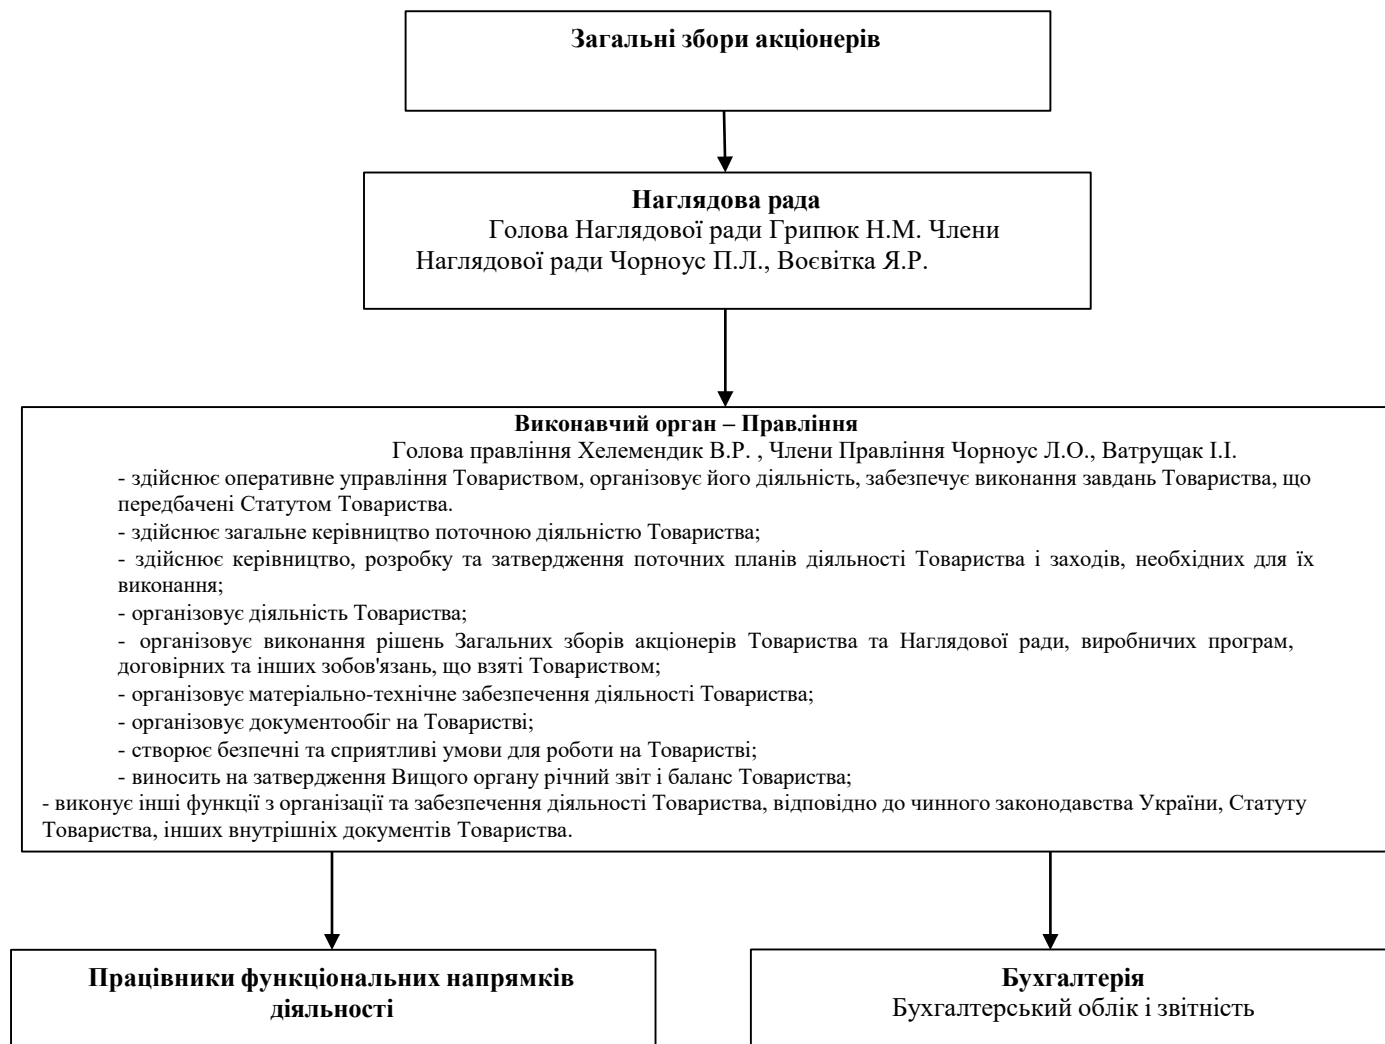 Загальні збори акціонерів
Наглядова рада
Голова Наглядової ради Грипюк Н.М. Члени
Наглядової ради Чорноус П.Л., Воєвітка Я.Р.
Виконавчий орган – Правління
Голова правління Хелемендик В.Р. , Члени Правління Чорноус Л.О., Ватрущак І.І.
- здійснює оперативне управління Товариством, організовує його діяльність, забезпечує виконання завдань Товариства, що
передбачені Статутом Товариства.
- здійснює загальне керівництво поточною діяльністю Товариства;
- здійснює керівництво, розробку та затвердження поточних планів діяльності Товариства і заходів, необхідних для їх
виконання;
- організовує діяльність Товариства;
- організовує виконання рішень Загальних зборів акціонерів Товариства та Наглядової ради, виробничих програм,
договірних та інших зобов'язань, що взяті Товариством;
- організовує матеріально-технічне забезпечення діяльності Товариства;
- організовує документообіг на Товаристві;
- створює безпечні та сприятливі умови для роботи на Товаристві;
- виносить на затвердження Вищого органу річний звіт і баланс Товариства;
- виконує інші функції з організації та забезпечення діяльності Товариства, відповідно до чинного законодавства України, Статуту
Товариства, інших внутрішніх документів Товариства.
Працівники функціональних напрямків
діяльності
Бухгалтерія
Бухгалтерський облік і звітність